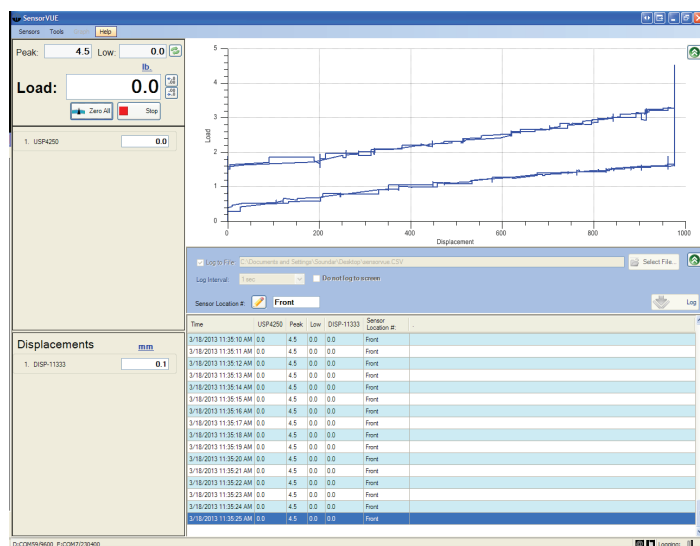 SensorVUE
Sensors Tools Help
Peak: 4.5 Low: 0.0
lb.
Load: 0.0
Zero All Stop
1. USP4250 0.0
Displacements mm
1. DISP-11333 0.1
5
4
3
2
1
0
Load
0 200 400 600 800 1000
Displacement
Log to File: C:\Documents and Settings\Soundar\Desktop\sensorvue.CSV Select File...
Log Interval: 1 sec Do not log to screen
Sensor Location #: Front Log
Time USP4250 Peak Low DISP-11333 Sensor Location #:
3/18/2013 11:35:10 AM 0.0 4.5 0.0 0.0 Front
3/18/2013 11:35:11 AM 0.0 4.5 0.0 0.0 Front
3/18/2013 11:35:12 AM 0.0 4.5 0.0 0.0 Front
3/18/2013 11:35:13 AM 0.0 4.5 0.0 0.0 Front
3/18/2013 11:35:14 AM 0.0 4.5 0.0 0.0 Front
3/18/2013 11:35:15 AM 0.0 4.5 0.0 0.0 Front
3/18/2013 11:35:16 AM 0.0 4.5 0.0 0.0 Front
3/18/2013 11:35:17 AM 0.0 4.5 0.0 0.0 Front
3/18/2013 11:35:18 AM 0.0 4.5 0.0 0.0 Front
3/18/2013 11:35:19 AM 0.0 4.5 0.0 0.0 Front
3/18/2013 11:35:20 AM 0.0 4.5 0.0 0.0 Front
3/18/2013 11:35:21 AM 0.0 4.5 0.0 0.0 Front
3/18/2013 11:35:22 AM 0.0 4.5 0.0 0.0 Front
3/18/2013 11:35:23 AM 0.0 4.5 0.0 0.0 Front
3/18/2013 11:35:24 AM 0.0 4.5 0.0 0.0 Front
3/18/2013 11:35:25 AM 0.0 4.5 0.0 0.0 Front
D:COM59/9600 F:COM7/230400 Logging: